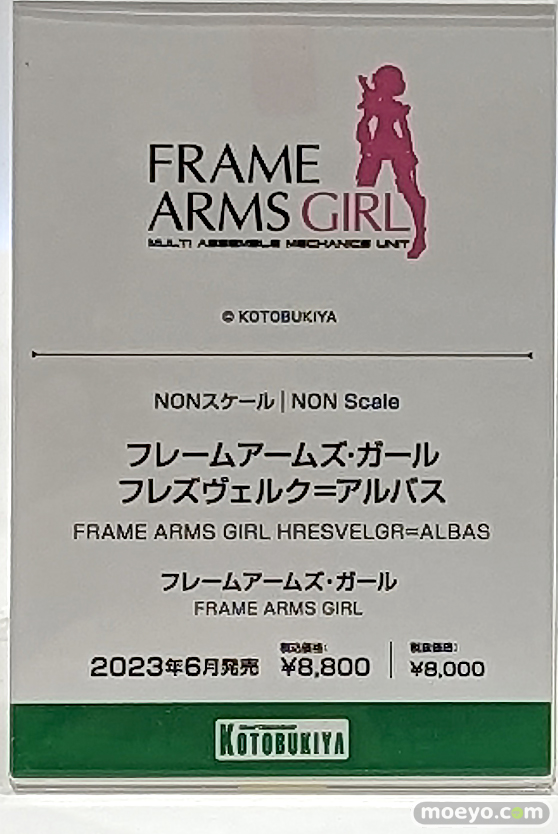 FRAME
ARMS GIRL
MULTI ASSEMBLE MECHANICS UNIT
© KOTOBUKIYA
NONスケール | NON Scale
フレームアームズ・ガール
フレズヴェルク=アルバス
FRAME ARMS GIRL HRESVELGR=ALBAS
フレームアームズ・ガール
FRAME ARMS GIRL
2023年6月発売 税込価格: ¥8,800 | 税抜価格: ¥8,000
KOTOBUKIYA
moeyo.com